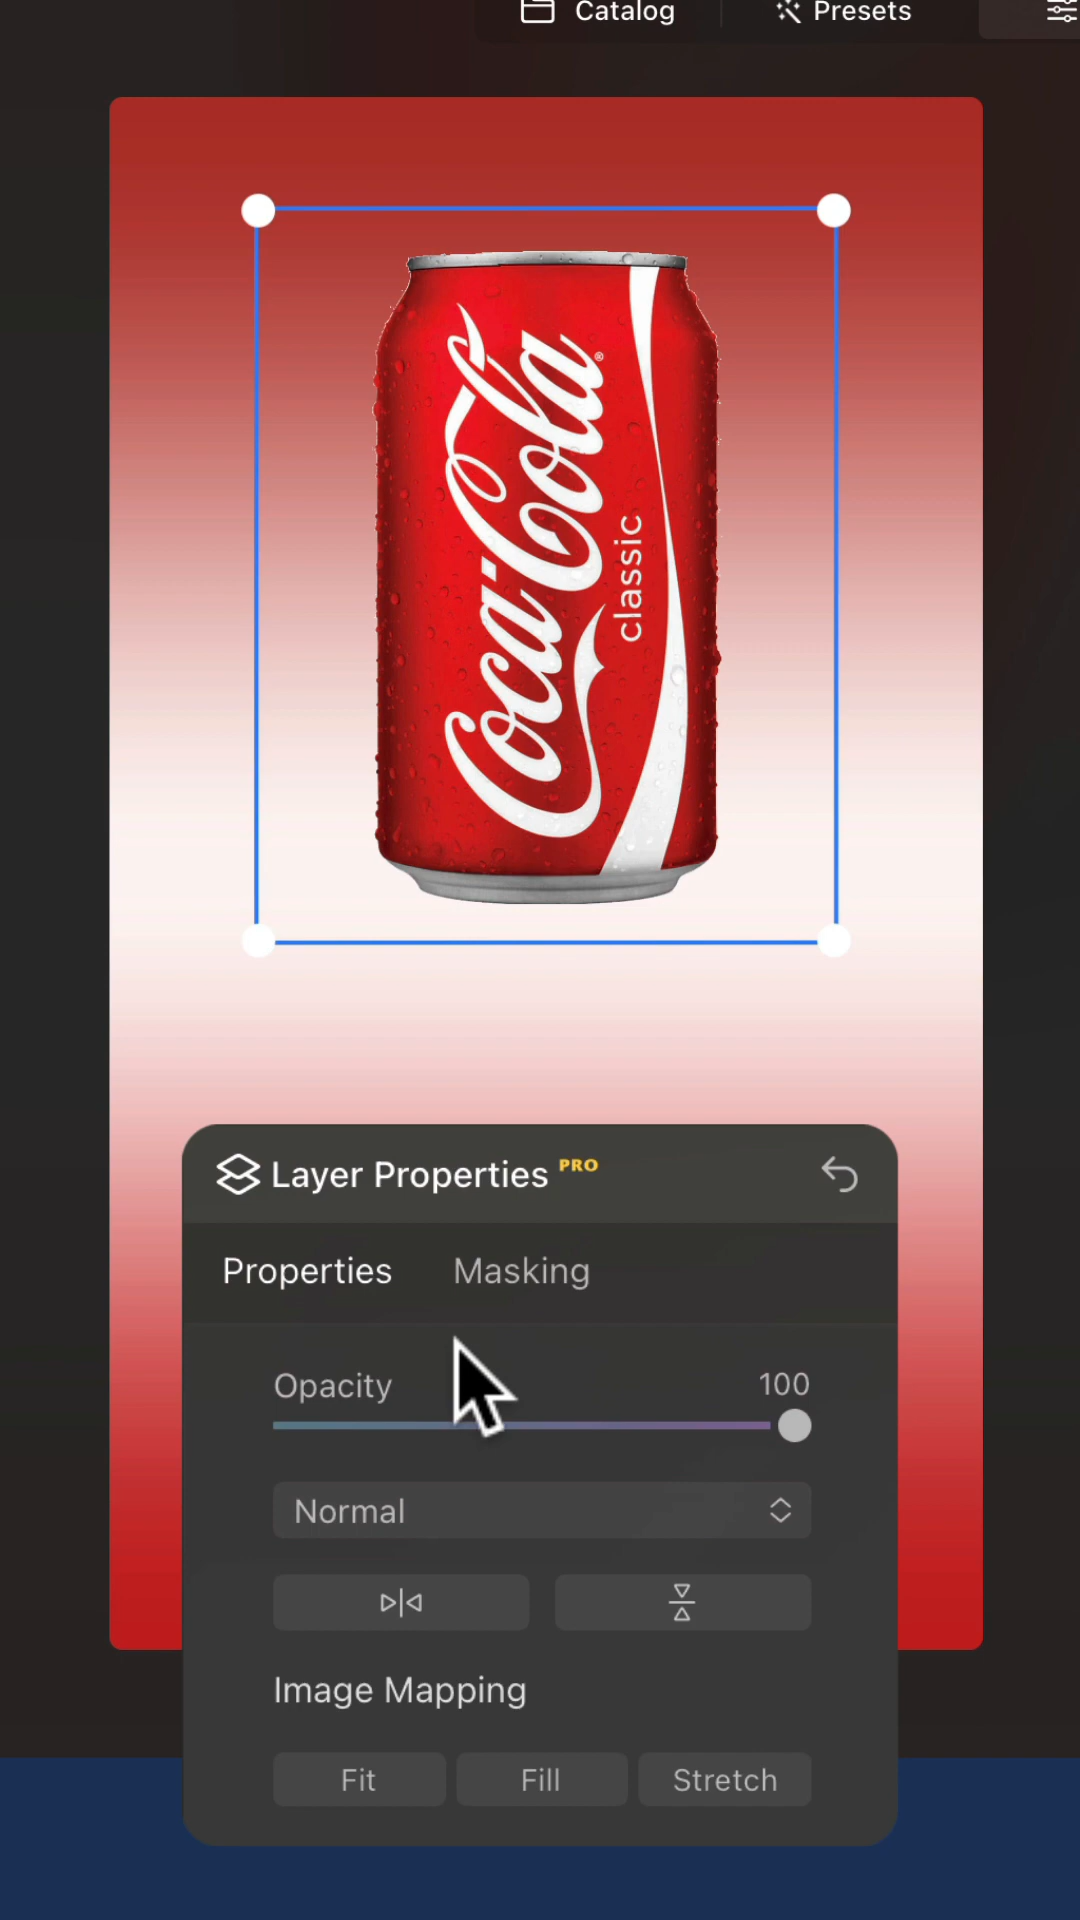 Catalog
Presets
Coca-Cola®
classic
Layer Properties PRO
Properties
Masking
Opacity
100
Normal
Image Mapping
Fit
Fill
Stretch